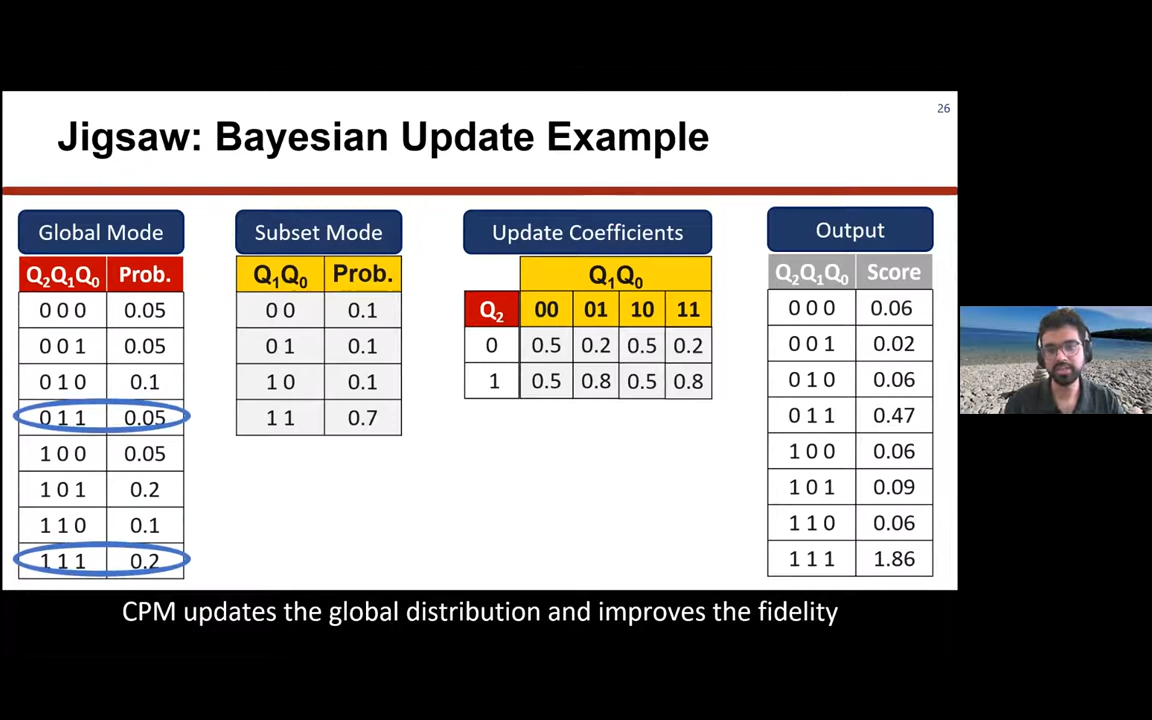 26
Jigsaw: Bayesian Update Example
Global Mode
Q₂Q₁Q₀ Prob.
0 0 0 0.05
0 0 1 0.05
0 1 0 0.1
0 1 1 0.05
1 0 0 0.05
1 0 1 0.2
1 1 0 0.1
1 1 1 0.2
Subset Mode
Q₁Q₀ Prob.
0 0 0.1
0 1 0.1
1 0 0.1
1 1 0.7
Update Coefficients
Q₁Q₀
Q₂ 00 01 10 11
0 0.5 0.2 0.5 0.2
1 0.5 0.8 0.5 0.8
Output
Q₂Q₁Q₀ Score
0 0 0 0.06
0 0 1 0.02
0 1 0 0.06
0 1 1 0.47
1 0 0 0.06
1 0 1 0.09
1 1 0 0.06
1 1 1 1.86
CPM updates the global distribution and improves the fidelity